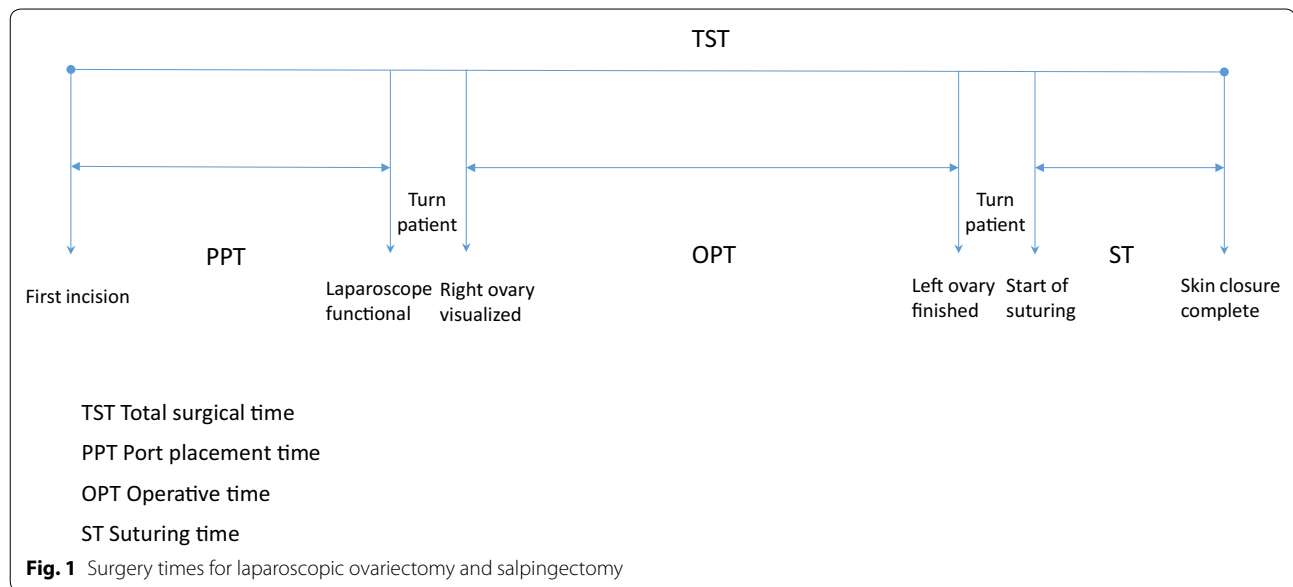 TST
Turn
patient
Turn
patient
PPT
OPT
ST
First incision
Laparoscope
functional
Right ovary
visualized
Left ovary
finished
Start of
suturing
Skin closure
complete
TST Total surgical time
PPT Port placement time
OPT Operative time
ST Suturing time
Fig. 1 Surgery times for laparoscopic ovariectomy and salpingectomy